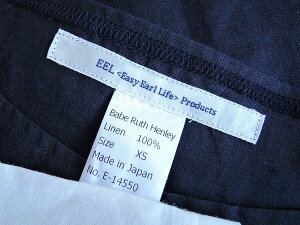 EEL <Easy Earl Life> Products
Babe Ruth Henley
Linen 100%
Size XS
Made in Japan
No. E-14550